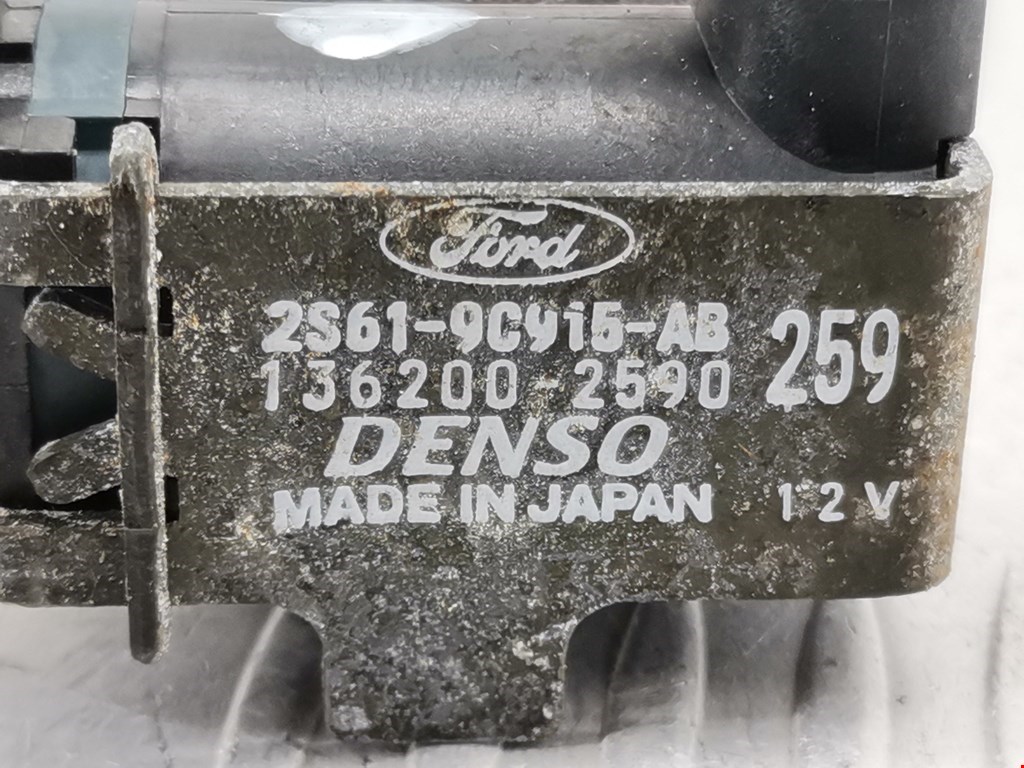 Ford
2S61-9C915-AB
136200-2590
259
DENSO
MADE IN JAPAN
12V